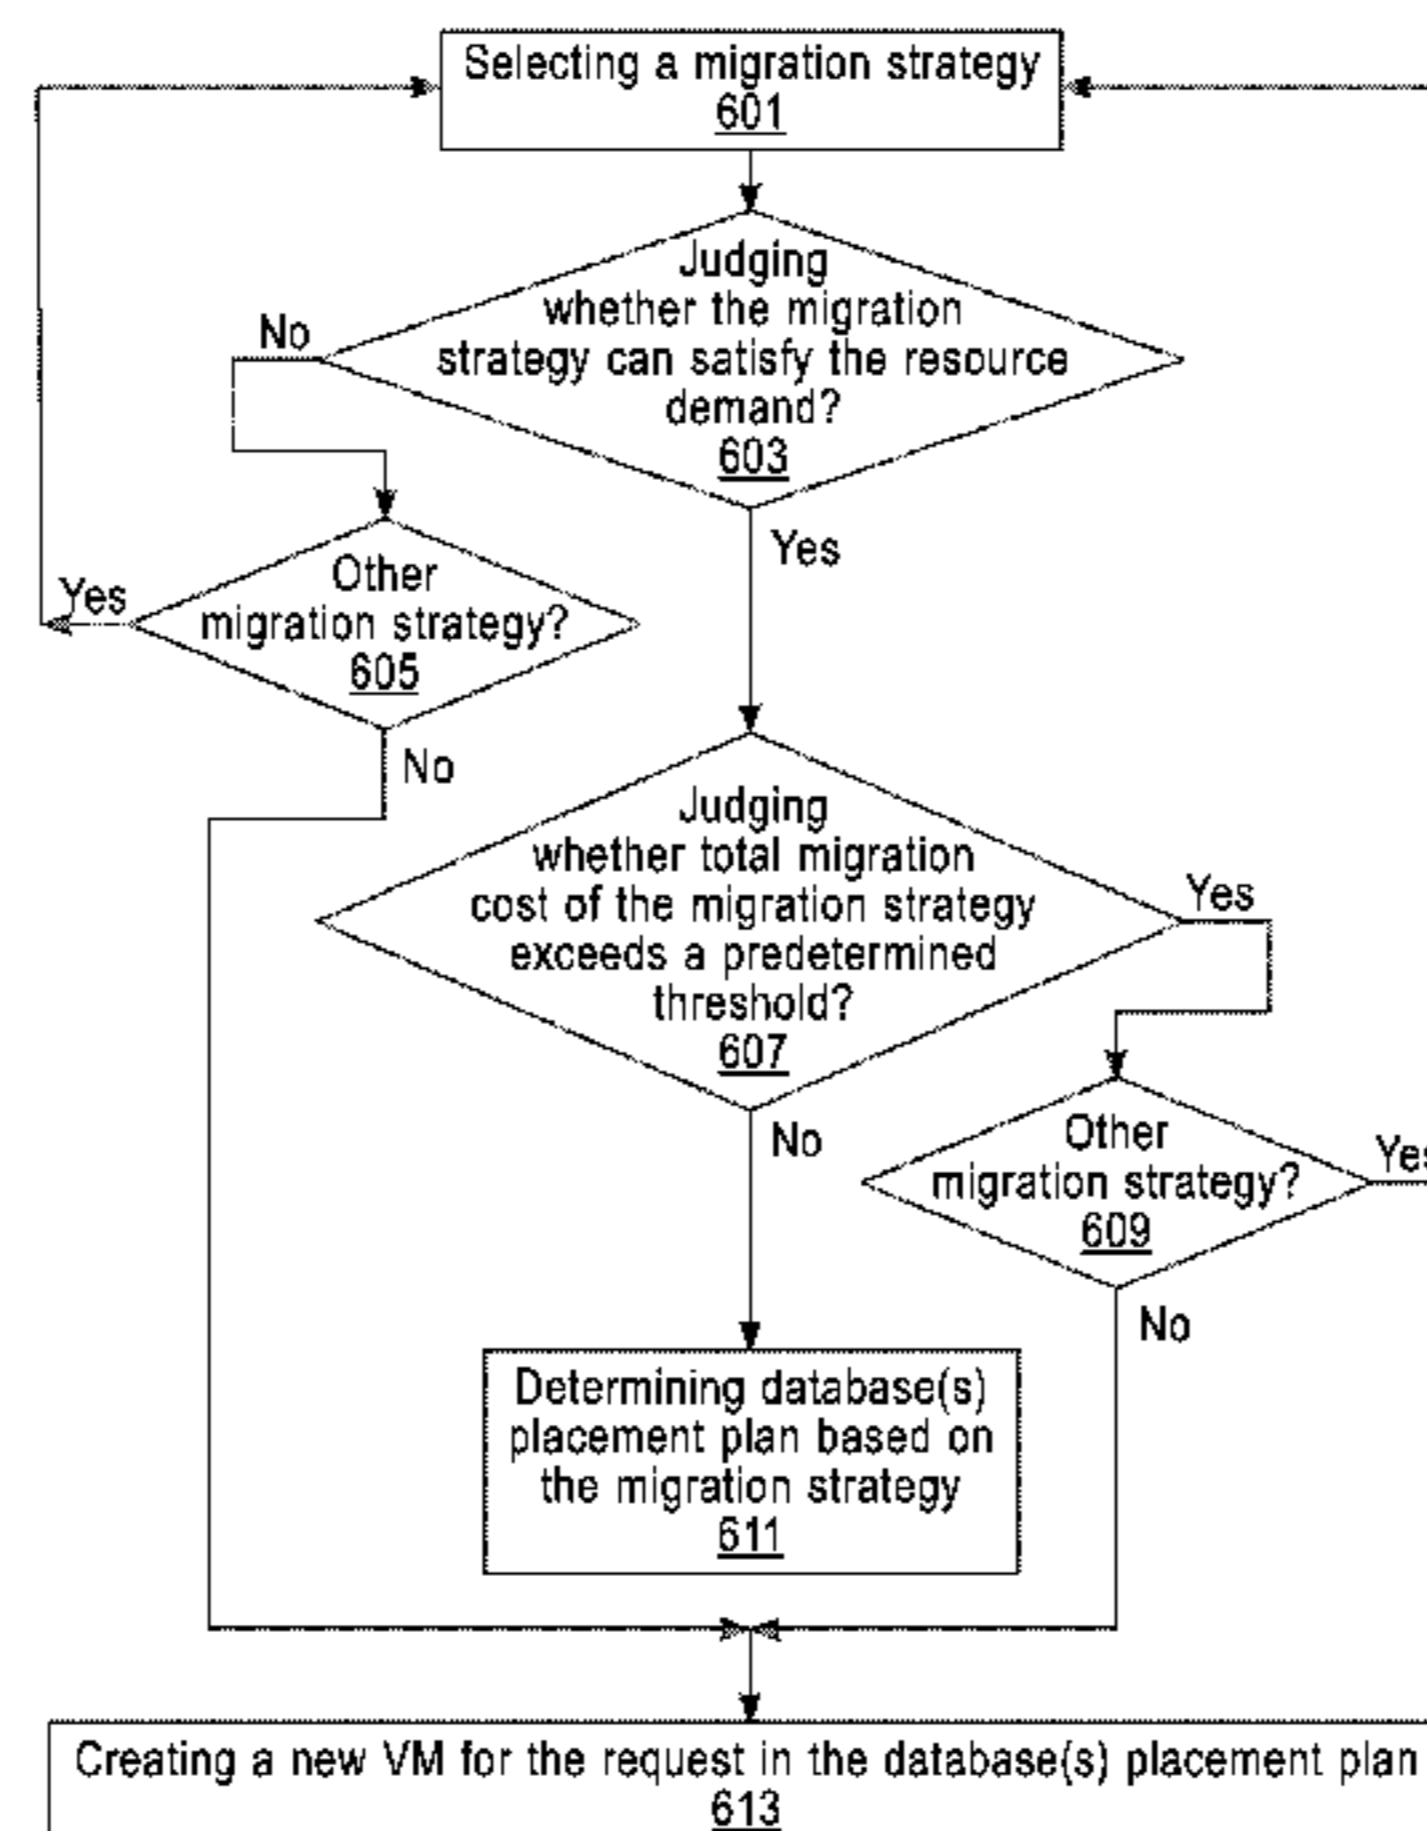 Selecting a migration strategy
601
Judging
whether the migration
strategy can satisfy the resource
demand?
603
No
Yes
Other
migration strategy?
605
Yes
No
Judging
whether total migration
cost of the migration strategy
exceeds a predetermined
threshold?
607
Yes
No
Other
migration strategy?
609
Yes
No
Determining database(s)
placement plan based on
the migration strategy
611
Creating a new VM for the request in the database(s) placement plan
613